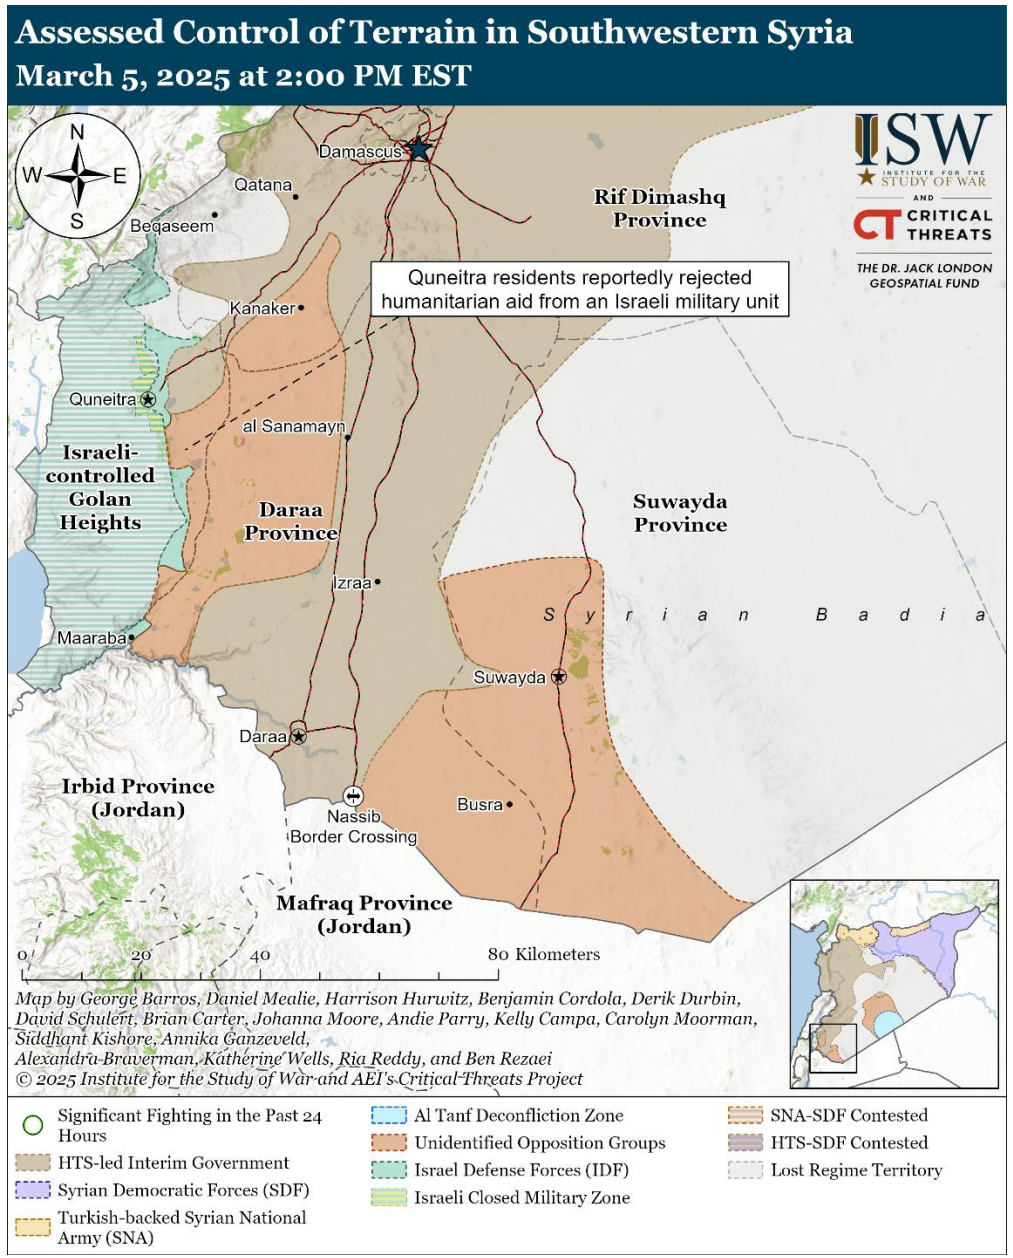 Assessed Control of Terrain in Southwestern Syria
March 5, 2025 at 2:00 PM EST
N
W
E
S
ISW
INSTITUTE FOR THE
STUDY OF WAR
AND
CT CRITICAL
THREATS
THE DR. JACK LONDON
GEOSPATIAL FUND
Damascus
Qatana
Beqaseem
Rif Dimashq
Province
Quneitra residents reportedly rejected
humanitarian aid from an Israeli military unit
Kanaker
Quneitra
al Sanamayn
Israeli-
controlled
Golan
Heights
Daraa
Province
Suwayda
Province
Izraa
Syrian Badia
Maaraba
Suwayda
Daraa
Irbid Province
(Jordan)
Busra
Nassib
Border Crossing
Mafraq Province
(Jordan)
0 20 40 80 Kilometers
Map by George Barros, Daniel Mealie, Harrison Hurwitz, Benjamin Cordola, Derik Durbin,
David Schulert, Brian Carter, Johanna Moore, Andie Parry, Kelly Campa, Carolyn Moorman,
Siddhant Kishore, Annika Ganzeveld,
Alexandra Braverman, Katherine Wells, Ria Reddy, and Ben Rezaei
© 2025 Institute for the Study of War and AEI's Critical Threats Project
Significant Fighting in the Past 24
Hours
HTS-led Interim Government
Syrian Democratic Forces (SDF)
Turkish-backed Syrian National
Army (SNA)
Al Tanf Deconfliction Zone
Unidentified Opposition Groups
Israel Defense Forces (IDF)
Israeli Closed Military Zone
SNA-SDF Contested
HTS-SDF Contested
Lost Regime Territory